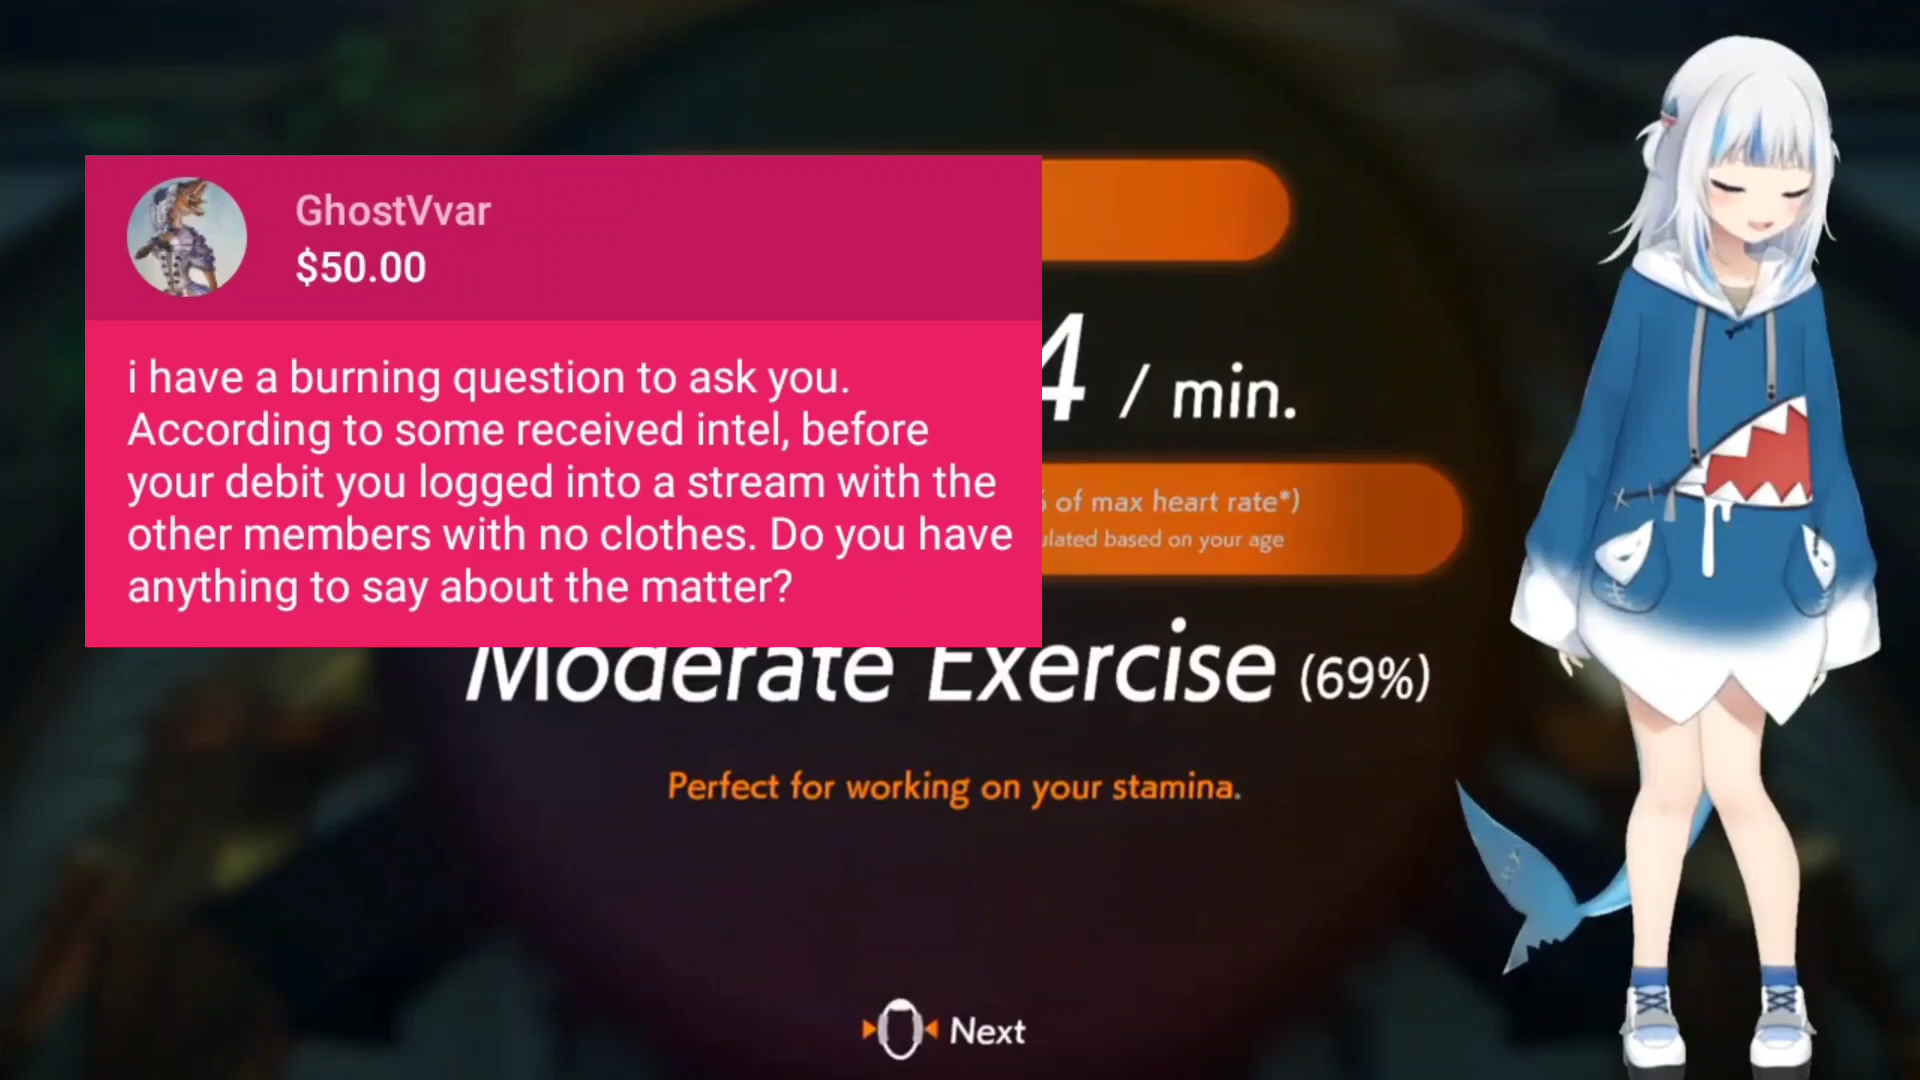 GhostVvar
$50.00
i have a burning question to ask you.
According to some received intel, before
your debit you logged into a stream with the
other members with no clothes. Do you have
anything to say about the matter?
4 / min.
of max heart rate*)
based on your age
Moderate Exercise (69%)
Perfect for working on your stamina.
Next